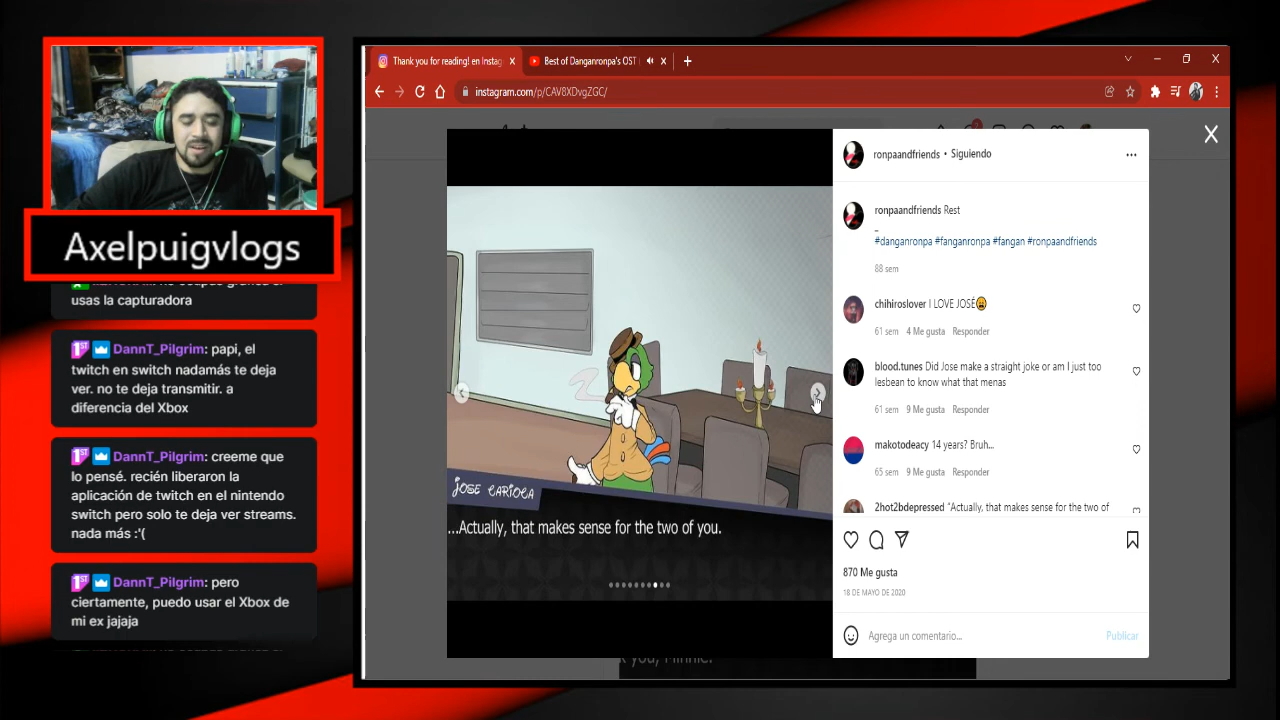 Axelpuigvlogs
usas la capturadora
DannT_Pilgrim: papi, el
twitch en switch nadamás te deja
ver. no te deja transmitir. a
diferencia del Xbox
DannT_Pilgrim: creeme que
lo pensé. recién liberaron la
aplicación de twitch en el nintendo
switch pero solo te deja ver streams.
nada más :'(
DannT_Pilgrim: pero
ciertamente, puedo usar el Xbox de
mi ex jajaja
Thank you for reading! en Instag
Best of Danganronpa's OST
instagram.com/p/CAV8XDvgZGC/
JOSE CARIOCA
...Actually, that makes sense for the two of you.
ronpaandfriends • Siguiendo
ronpaandfriends Rest
_
#danganronpa #fanganronpa #fangan #ronpaandfriends
88 sem
chihiroslover I LOVE JOSÉ😩
61 sem 4 Me gusta Responder
blood.tunes Did Jose make a straight joke or am I just too
lesbean to know what that menas
61 sem 9 Me gusta Responder
makotodeacy 14 years? Bruh...
65 sem 9 Me gusta Responder
2hot2bdepressed "Actually, that makes sense for the two of
870 Me gusta
18 DE MAYO DE 2020
Agrega un comentario...
Publicar